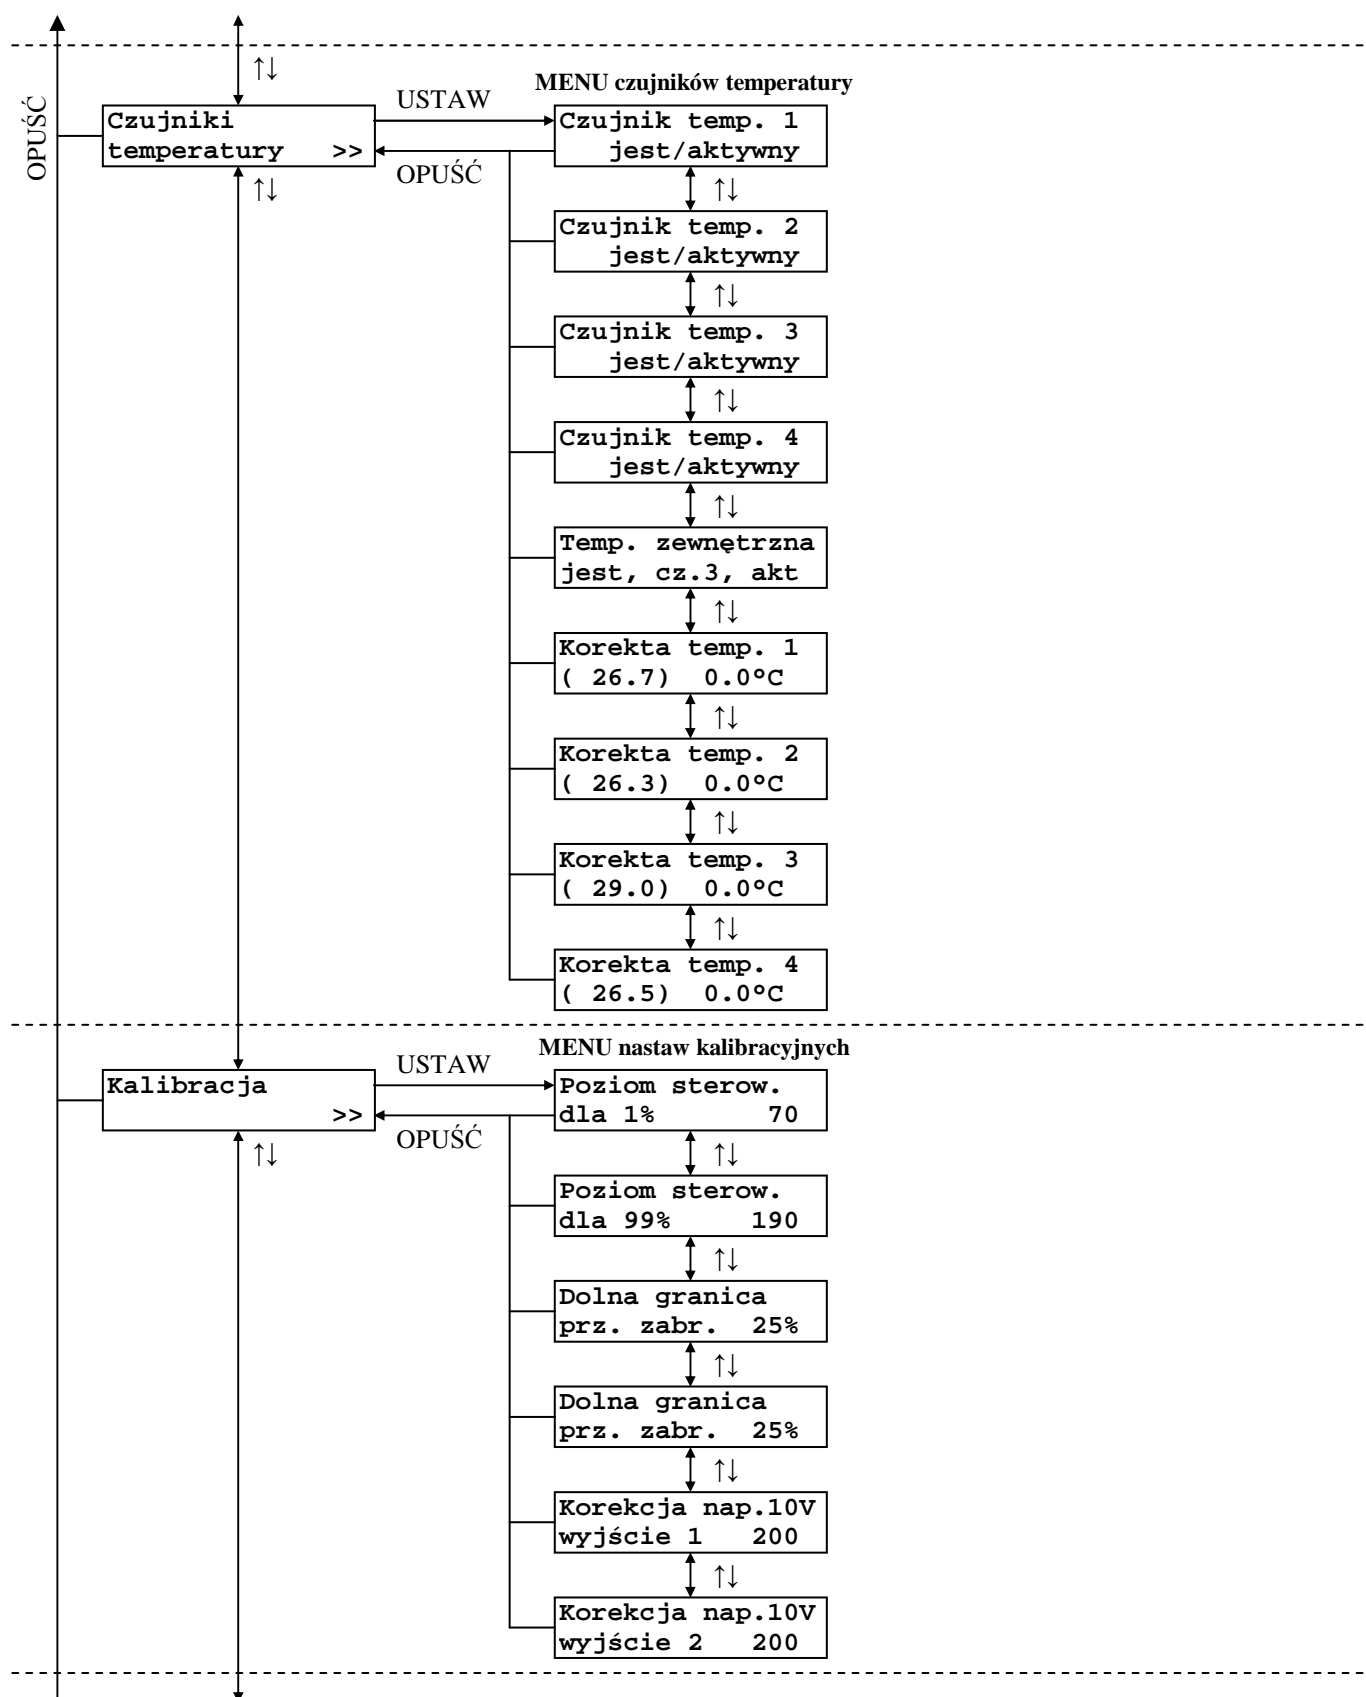 ↑↓
MENU czujników temperatury
OPUŚĆ
USTAW
Czujniki
temperatury >>
OPUŚĆ
↑↓
Czujnik temp. 1
jest/aktywny
↑↓
Czujnik temp. 2
jest/aktywny
↑↓
Czujnik temp. 3
jest/aktywny
↑↓
Czujnik temp. 4
jest/aktywny
↑↓
Temp. zewnętrzna
jest, cz.3, akt
↑↓
Korekta temp. 1
( 26.7) 0.0°C
↑↓
Korekta temp. 2
( 26.3) 0.0°C
↑↓
Korekta temp. 3
( 29.0) 0.0°C
↑↓
Korekta temp. 4
( 26.5) 0.0°C
MENU nastaw kalibracyjnych
USTAW
Kalibracja
>>
OPUŚĆ
↑↓
Poziom sterow.
dla 1% 70
↑↓
Poziom sterow.
dla 99% 190
↑↓
Dolna granica
prz. zabr. 25%
↑↓
Dolna granica
prz. zabr. 25%
↑↓
Korekcja nap.10V
wyjście 1 200
↑↓
Korekcja nap.10V
wyjście 2 200